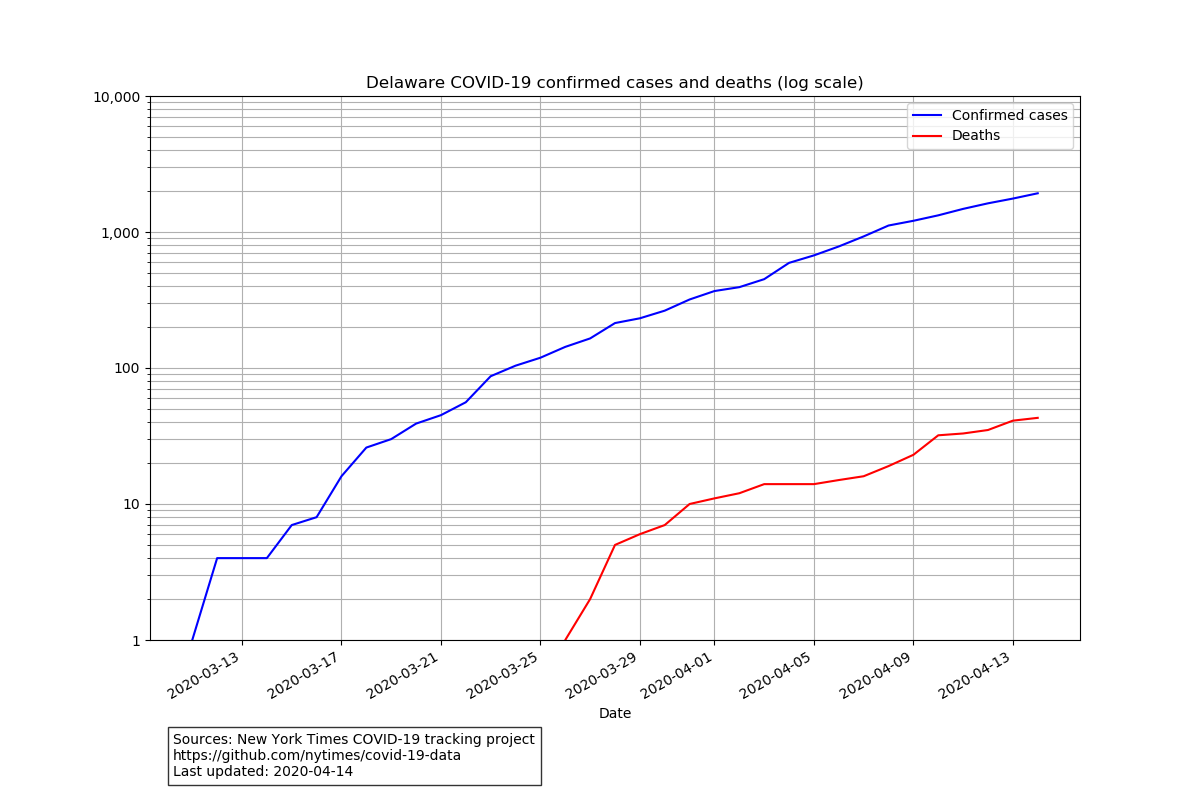 Delaware COVID-19 confirmed cases and deaths (log scale)
10,000
1,000
100
10
1
Confirmed cases
Deaths
2020-03-13
2020-03-17
2020-03-21
2020-03-25
2020-03-29
2020-04-01
2020-04-05
2020-04-09
2020-04-13
Date
Sources: New York Times COVID-19 tracking project
https://github.com/nytimes/covid-19-data
Last updated: 2020-04-14